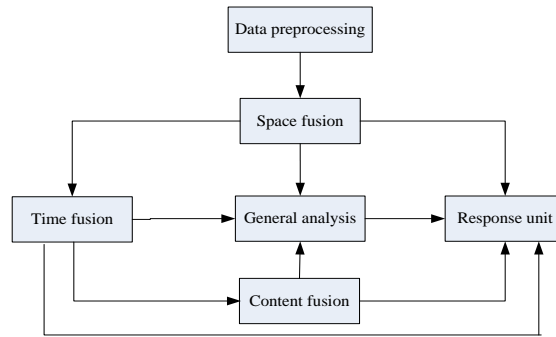 Data preprocessing
Space fusion
Time fusion
General analysis
Response unit
Content fusion